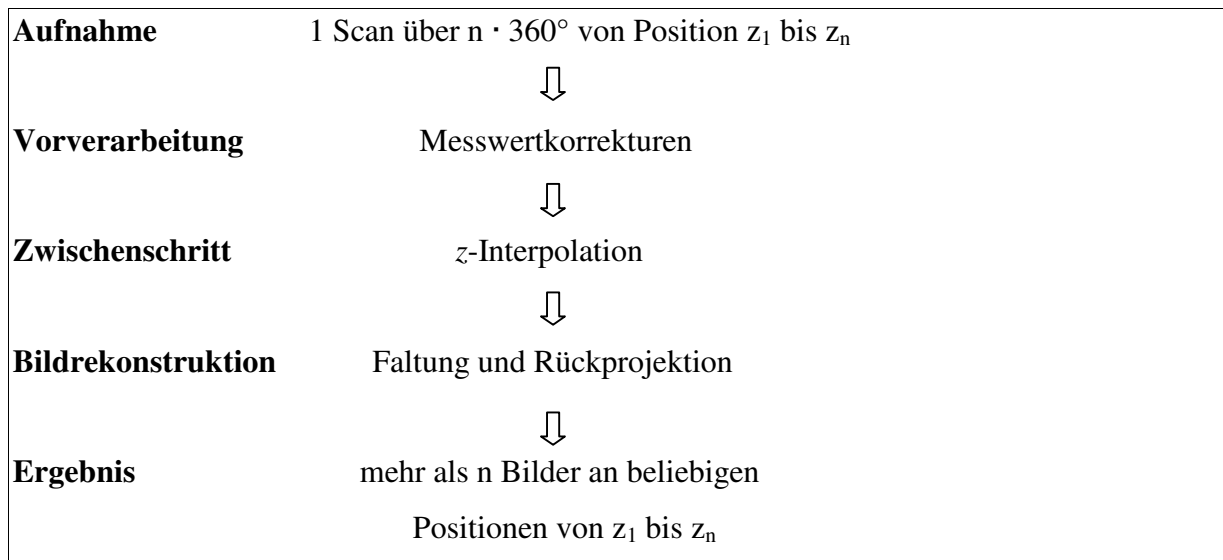 Aufnahme 1 Scan über n · 360° von Position z₁ bis zₙ
Vorverarbeitung Messwertkorrekturen
Zwischenschritt z-Interpolation
Bildrekonstruktion Faltung und Rückprojektion
Ergebnis mehr als n Bilder an beliebigen
Positionen von z₁ bis zₙ